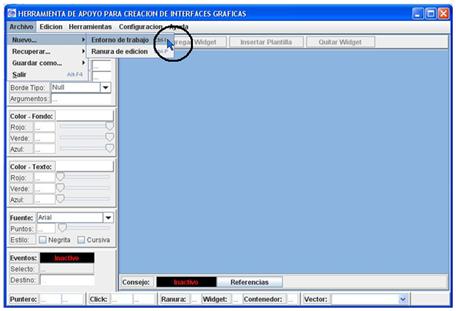 HERRAMIENTA DE APOYO PARA CREACION DE INTERFACES GRAFICAS
Archivo Edicion Herramientas Configuracion Ayuda
Nuevo... Entorno de trabajo Widget Insertar Plantilla Quitar Widget
Recuperar... Ranura de edicion
Guardar como...
Salir Alt-F4
Borde Tipo: Null
Argumentos: ...
Color - Fondo:
Rojo: ...
Verde: ...
Azul: ...
Color - Texto:
Rojo: ...
Verde: ...
Azul: ...
Fuente: Arial
Puntos: ...
Estilo: Negrita Cursiva
Eventos: Inactivo
Selecto: ...
Destino: ...
Consejo: Inactivo Referencias
Puntero: ... ... Click: ... ... Ranura: ... Widget: ... Contenedor: ... Vector: